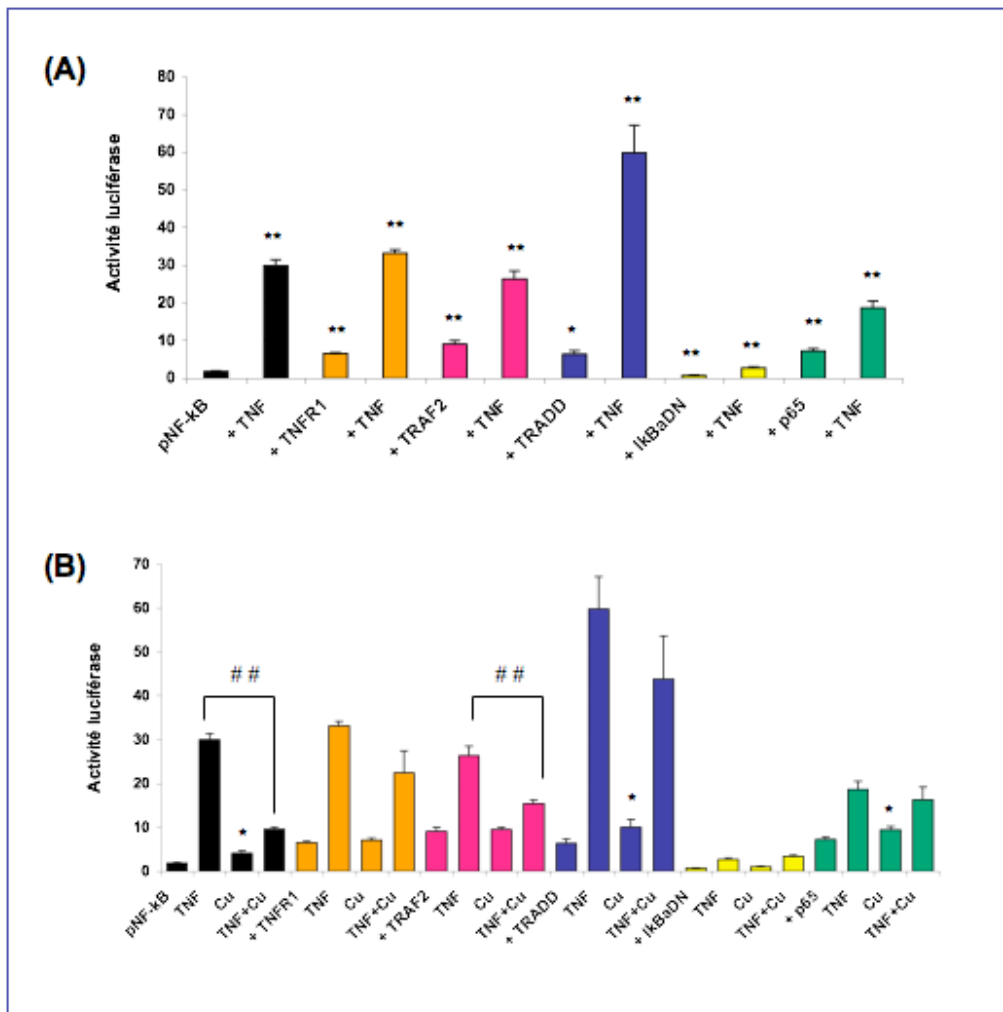 (A)
Activité luciférase
80
70
60
50
40
30
20
10
0
** ** ** ** ** * ** ** ** ** **
pNF-kB
+ TNF
+ TNFR1
+ TNF
+ TRAF2
+ TNF
+ TRADD
+ TNF
+ IkBaDN
+ TNF
+ p65
+ TNF
(B)
Activité luciférase
70
60
50
40
30
20
10
0
# # # #
* * *
pNF-kB
TNF
Cu
TNF+Cu
+ TNFR1
TNF
Cu
TNF+Cu
+ TRAF2
TNF
Cu
TNF+Cu
+ TRADD
TNF
Cu
TNF+Cu
+ IkBaDN
TNF
Cu
TNF+Cu
+ p65
TNF
Cu
TNF+Cu